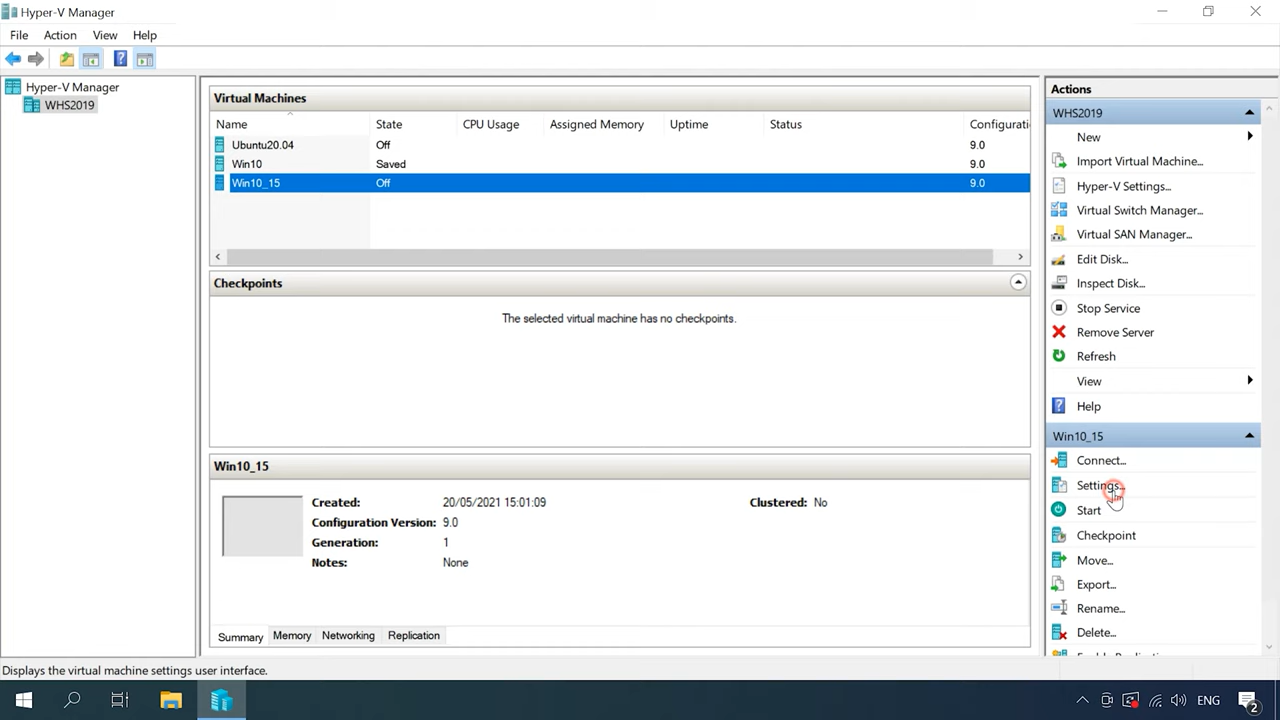 Hyper-V Manager
File Action View Help
Hyper-V Manager
WHS2019
Virtual Machines
Name State CPU Usage Assigned Memory Uptime Status Configurati
Ubuntu20.04 Off 9.0
Win10 Saved 9.0
Win10_15 Off 9.0
Checkpoints
The selected virtual machine has no checkpoints.
Win10_15
Created: 20/05/2021 15:01:09 Clustered: No
Configuration Version: 9.0
Generation: 1
Notes: None
Summary Memory Networking Replication
Actions
WHS2019
New
Import Virtual Machine...
Hyper-V Settings...
Virtual Switch Manager...
Virtual SAN Manager...
Edit Disk...
Inspect Disk...
Stop Service
Remove Server
Refresh
View
Help
Win10_15
Connect...
Settings...
Start
Checkpoint
Move...
Export...
Rename...
Delete...
Displays the virtual machine settings user interface.
ENG
2